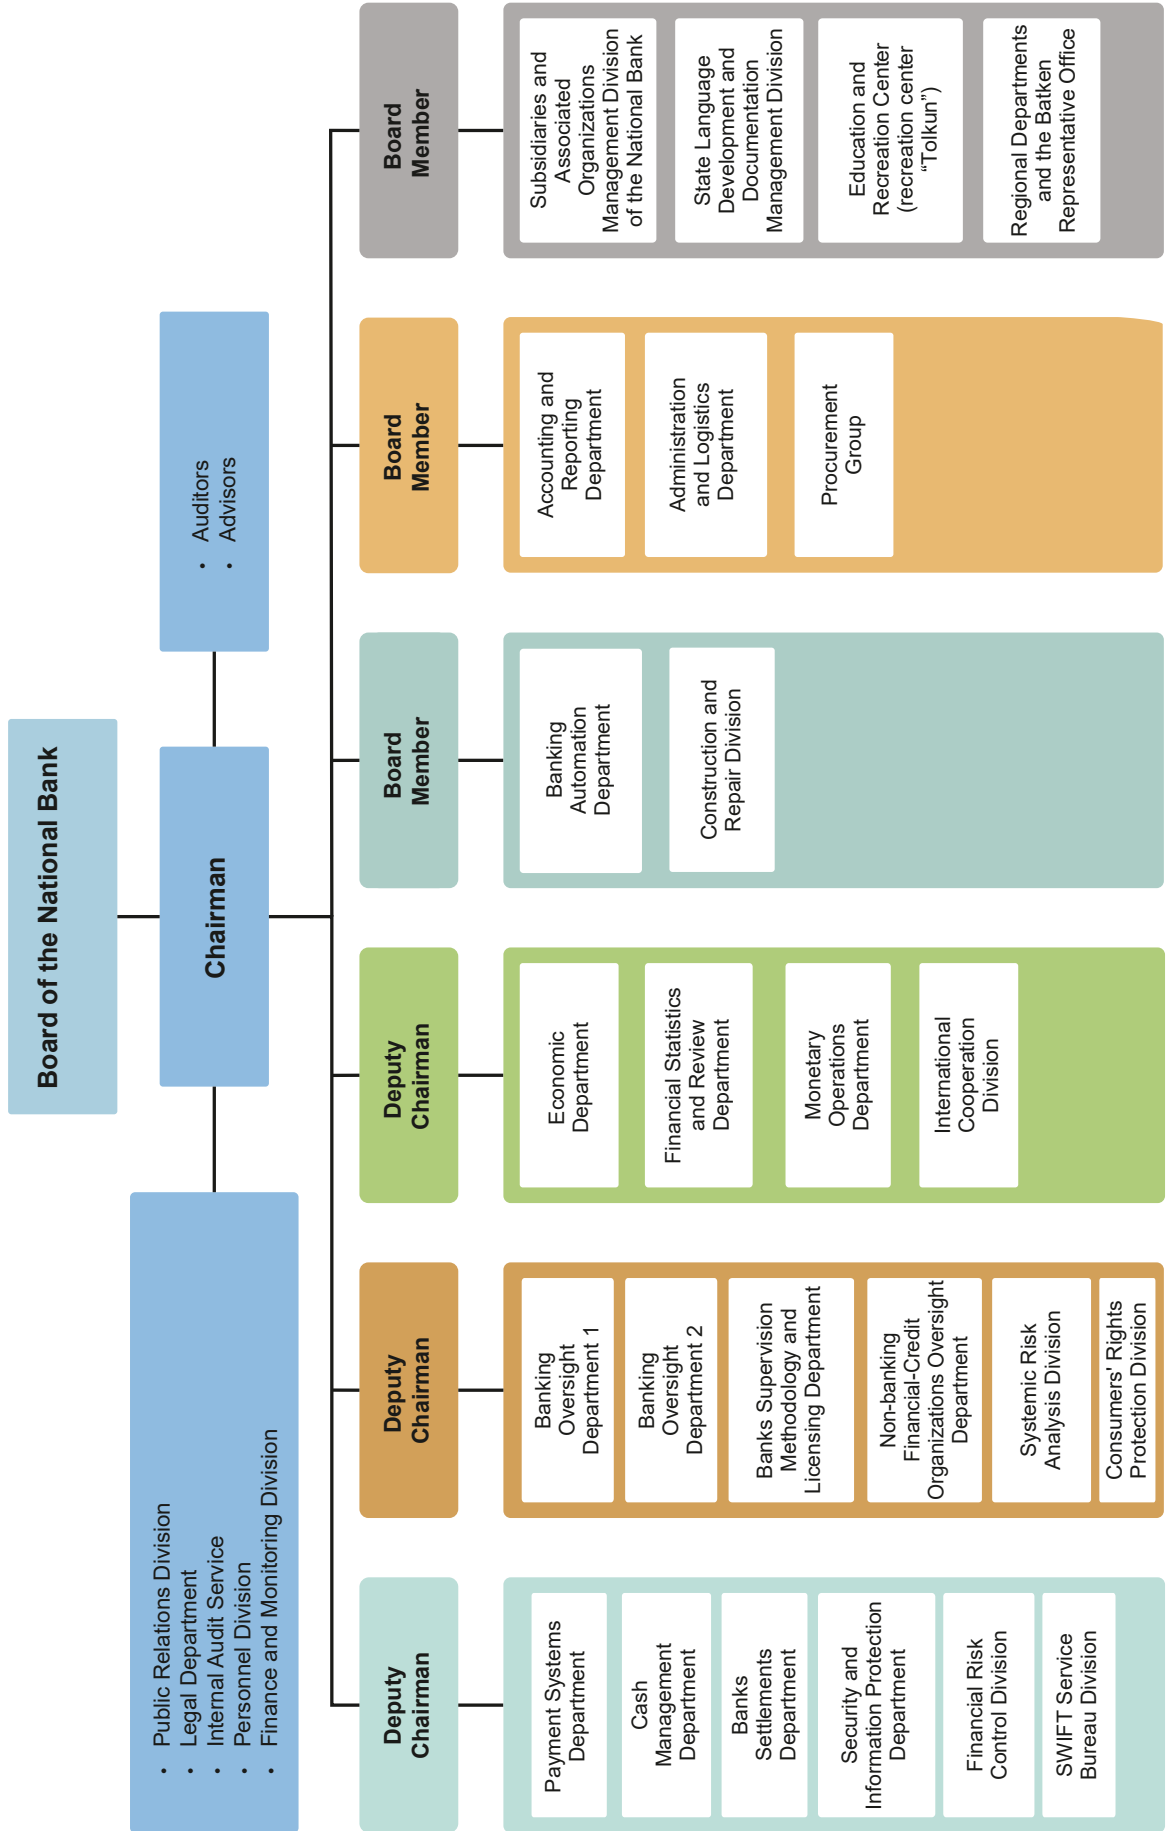 Board of the National Bank
• Public Relations Division
• Legal Department
• Internal Audit Service
• Personnel Division
• Finance and Monitoring Division
Chairman
• Auditors
• Advisors
Deputy
Chairman
Payment Systems
Department
Cash
Management
Department
Banks
Settlements
Department
Security and
Information Protection
Department
Financial Risk
Control Division
SWIFT Service
Bureau Division
Deputy
Chairman
Banking
Oversight
Department 1
Banking
Oversight
Department 2
Banks Supervision
Methodology and
Licensing Department
Non-banking
Financial-Credit
Organizations Oversight
Department
Systemic Risk
Analysis Division
Consumers' Rights
Protection Division
Deputy
Chairman
Economic
Department
Financial Statistics
and Review
Department
Monetary
Operations
Department
International
Cooperation
Division
Board
Member
Banking
Automation
Department
Construction and
Repair Division
Board
Member
Accounting and
Reporting
Department
Administration
and Logistics
Department
Procurement
Group
Board
Member
Subsidiaries and
Associated
Organizations
Management Division
of the National Bank
State Language
Development and
Documentation
Management Division
Education and
Recreation Center
(recreation center
“Tolkun”)
Regional Departments
and the Batken
Representative Office